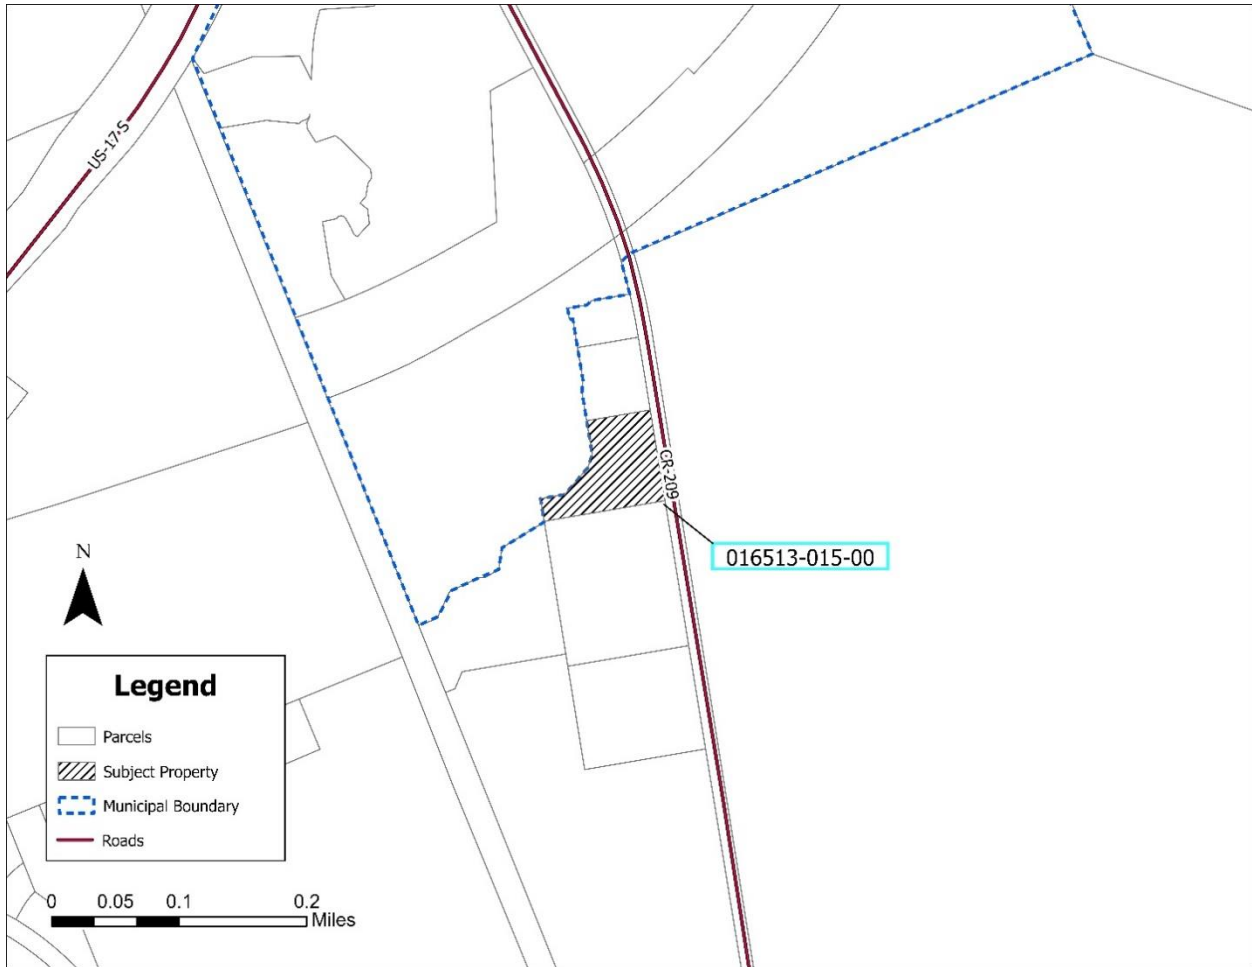 US-17-S
CR-209
016513-015-00
N
Legend
Parcels
Subject Property
Municipal Boundary
Roads
0 0.05 0.1 0.2
Miles